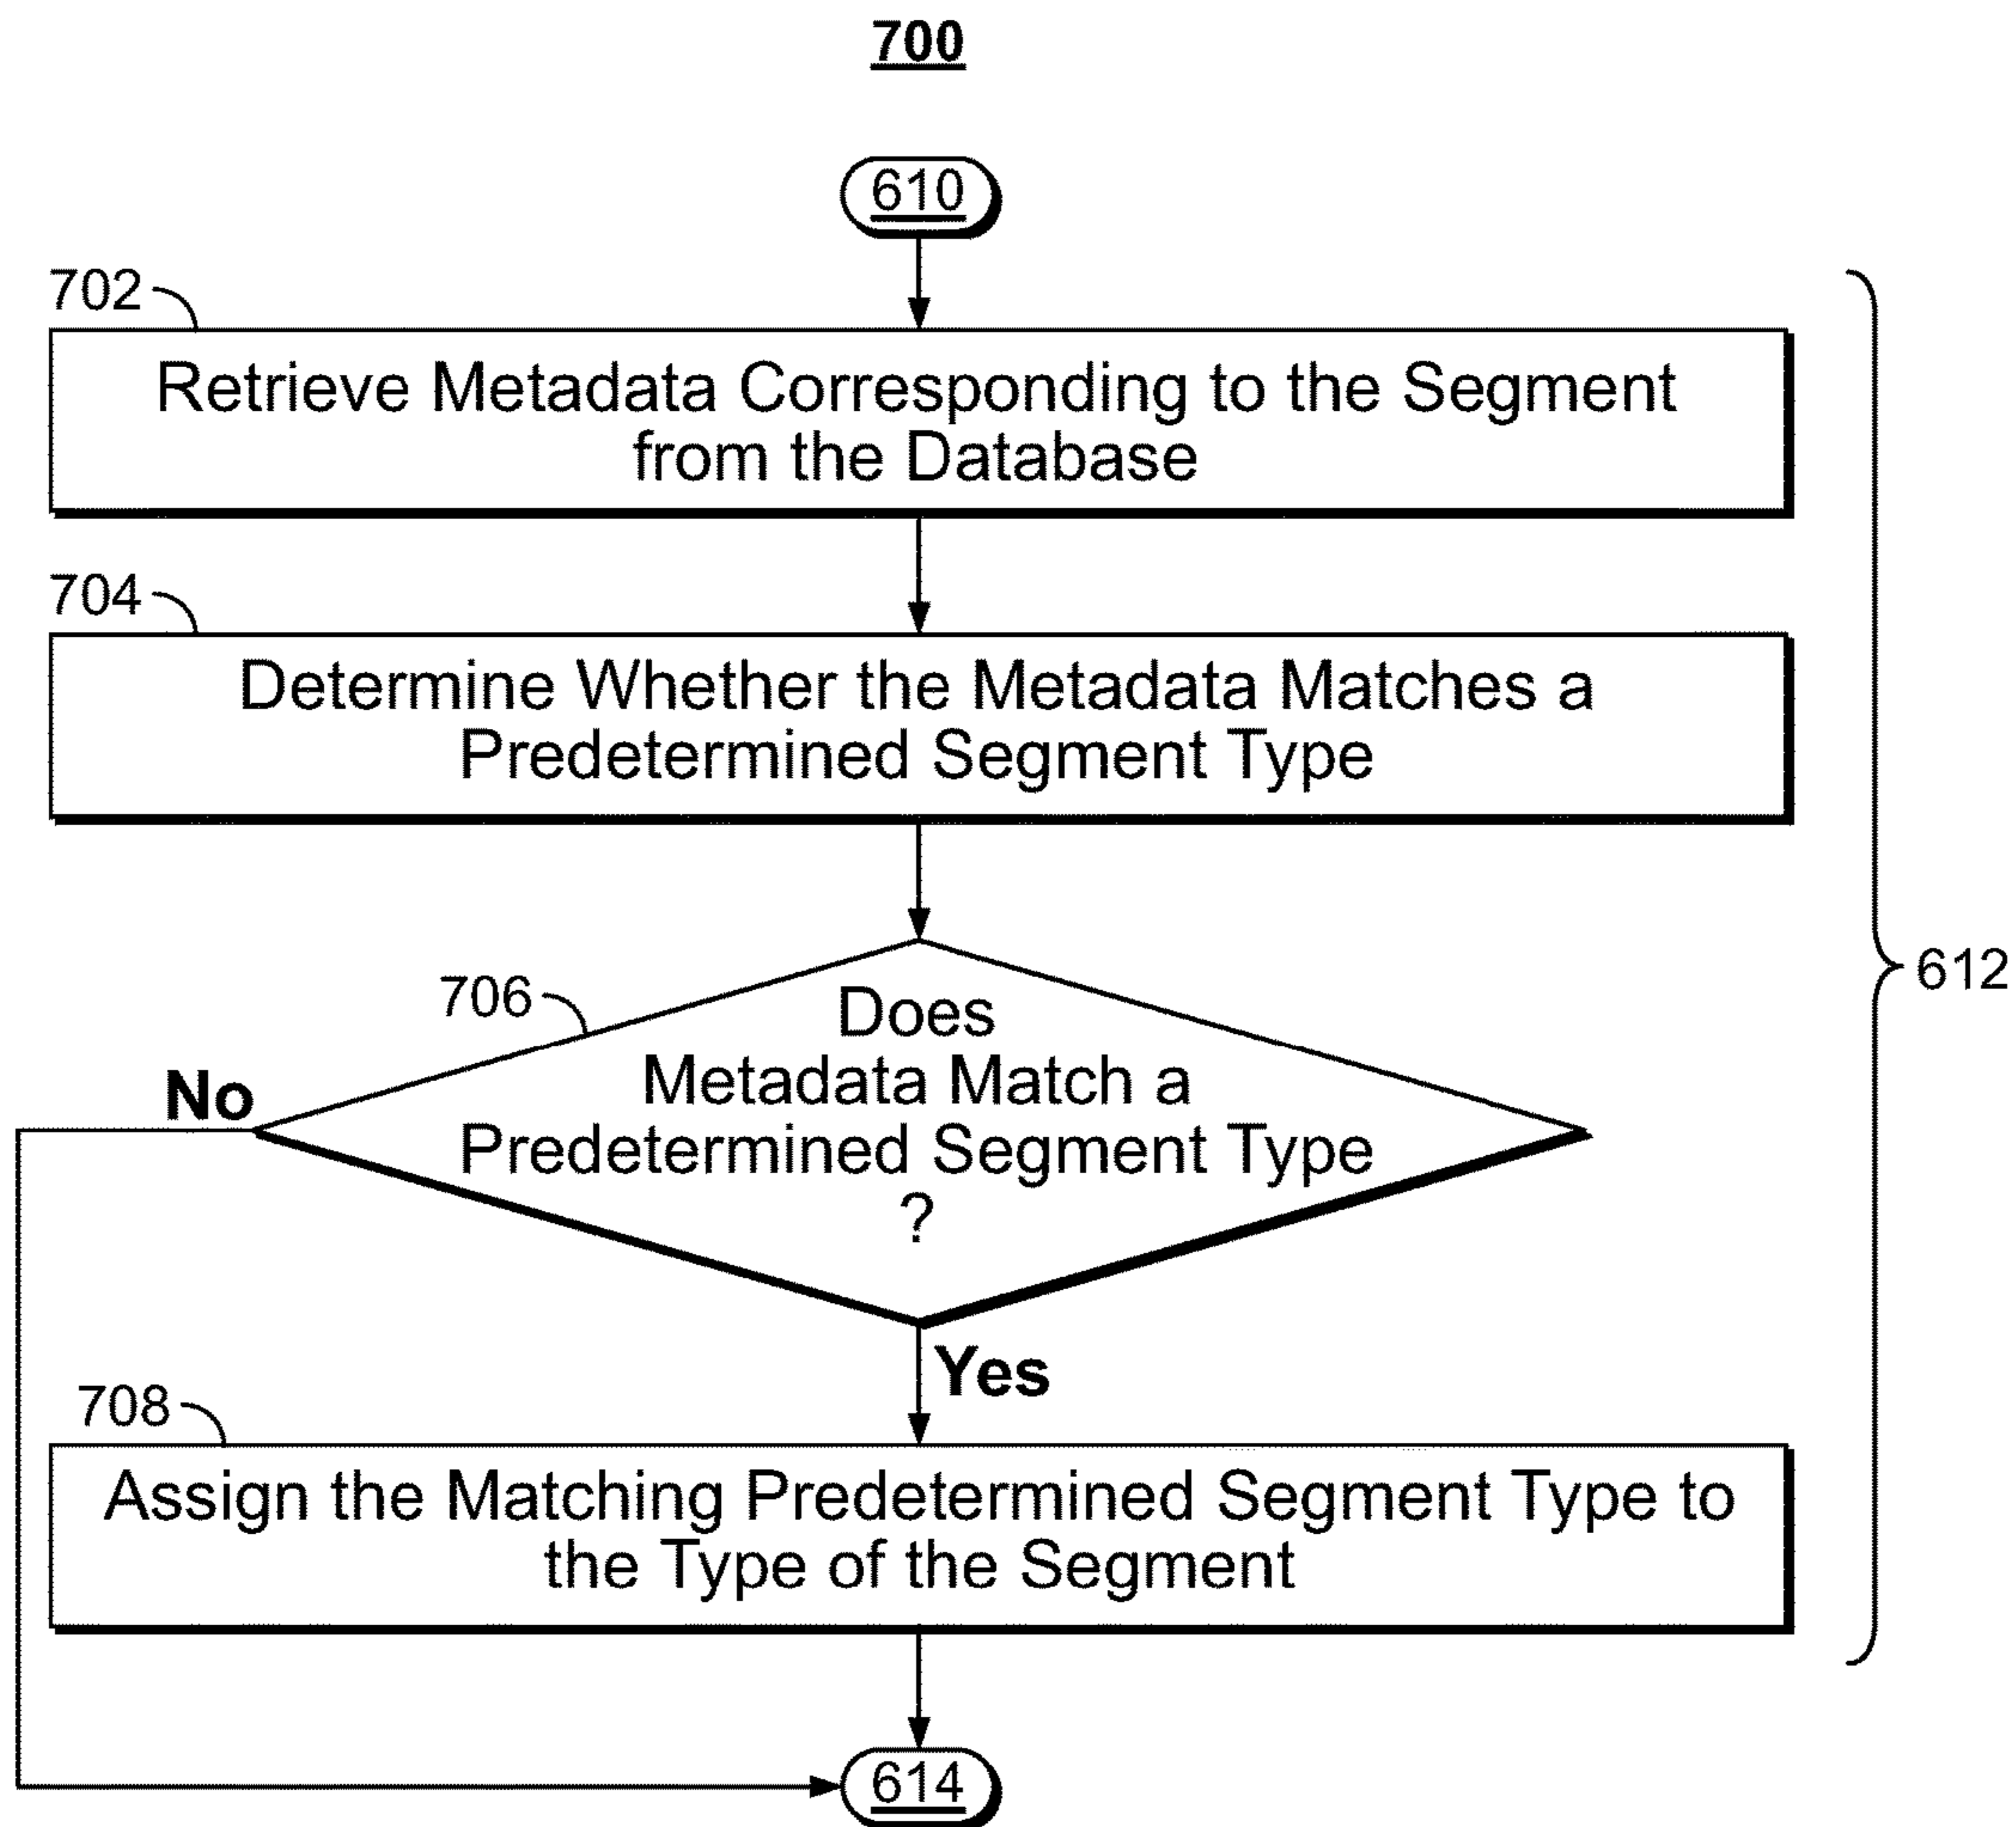 700
610
702
Retrieve Metadata Corresponding to the Segment
from the Database
704
Determine Whether the Metadata Matches a
Predetermined Segment Type
706
Does
Metadata Match a
Predetermined Segment Type
?
No
612
Yes
708
Assign the Matching Predetermined Segment Type to
the Type of the Segment
614